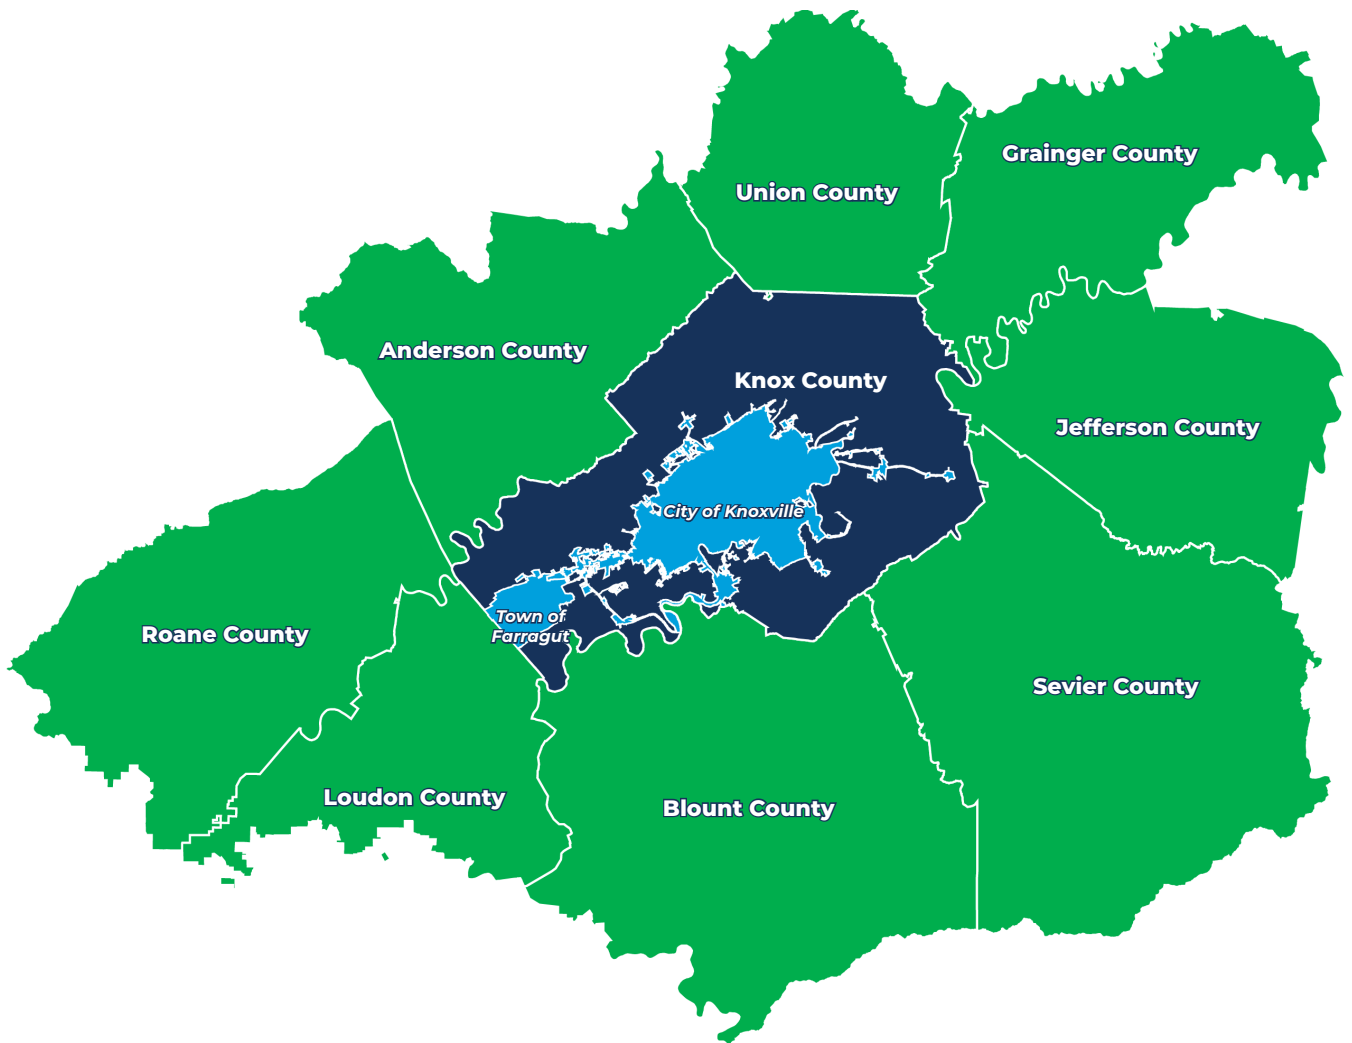 Grainger County
Union County
Anderson County
Knox County
Jefferson County
City of Knoxville
Town of
Farragut
Roane County
Sevier County
Loudon County
Blount County